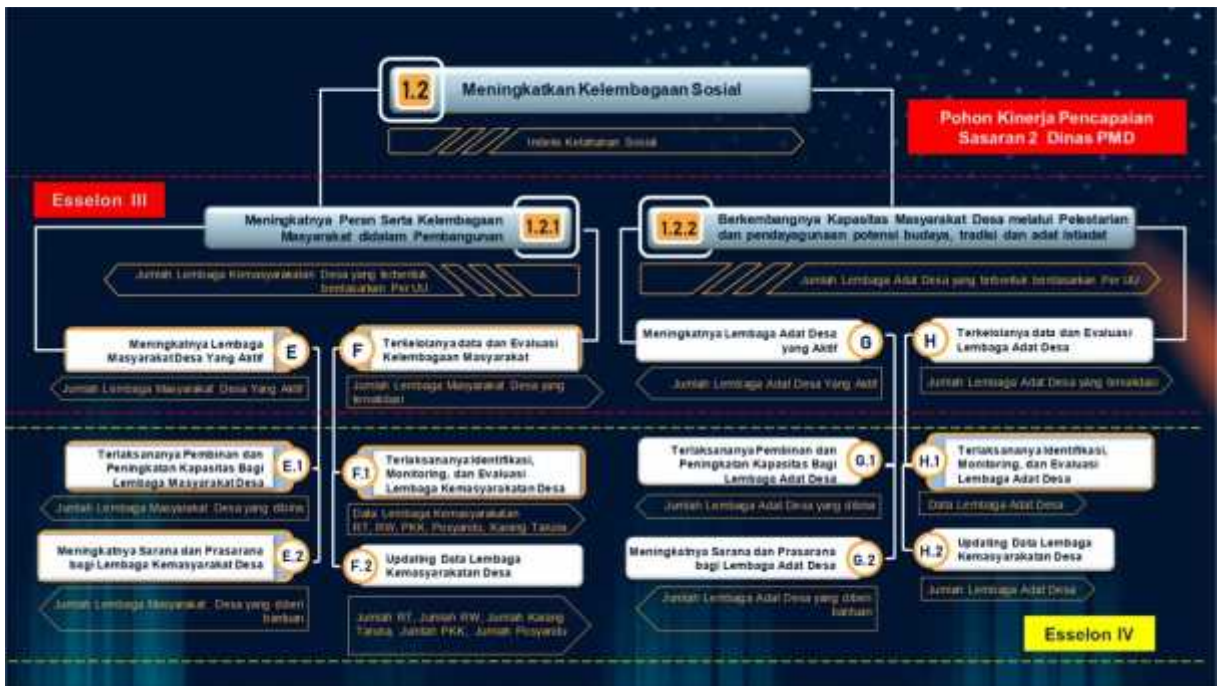 1.2
Meningkatkan Kelembagaan Sosial
Indeks Ketahanan Sosial
Pohon Kinerja Pencapaian
Sasaran 2 Dinas PMD
Esselon III
Meningkatnya Peran Serta Kelembagaan
Masyarakat didalam Pembangunan
1.2.1
Jumlah Lembaga Kemasyarakatan Desa yang terbentuk
berdasarkan Per UU
1.2.2
Berkembangnya Kapasitas Masyarakat Desa melalui Pelestarian
dan pendayagunaan potensi budaya, tradisi dan adat istiadat
Jumlah Lembaga Adat Desa yang terbentuk berdasarkan Per UU
Meningkatnya Lembaga
Masyarakat Desa Yang Aktif
E
Jumlah Lembaga Masyarakat Desa Yang Aktif
F
Terkelolanya data dan Evaluasi
Kelembagaan Masyarakat
Jumlah Lembaga Masyarakat Desa yang
Meningkatnya Lembaga Adat Desa
yang Aktif
G
Jumlah Lembaga Adat Desa Yang Aktif
H
Terkelolanya data dan Evaluasi
Lembaga Adat Desa
Jumlah Lembaga Adat Desa yang
Terlaksananya Pembinan dan
Peningkatan Kapasitas Bagi
Lembaga Masyarakat Desa
E.1
Jumlah Lembaga Masyarakat Desa yang dibina
F.1
Terlaksananya Identifikasi,
Monitoring, dan Evaluasi
Lembaga Kemasyarakatan Desa
Data Lembaga Kemasyarakatan
RT, RW, PKK, Posyandu, Karang Taruna
Terlaksananya Pembinan dan
Peningkatan Kapasitas Bagi
Lembaga Adat Desa
G.1
Jumlah Lembaga Adat Desa yang dibina
H.1
Terlaksananya Identifikasi,
Monitoring, dan Evaluasi
Lembaga Adat Desa
Data Lembaga Adat Desa
Meningkatnya Sarana dan Prasarana
bagi Lembaga Kemasyarakat Desa
E.2
Jumlah Lembaga Masyarakat Desa yang diberi
bantuan
F.2
Updating Data Lembaga
Kemasyarakatan Desa
Jumlah RT, Jumlah RW, Jumlah Karang
Taruna, Jumlah PKK, Jumlah Posyandu
Meningkatnya Sarana dan Prasarana
bagi Lembaga Adat Desa
G.2
Jumlah Lembaga Adat Desa yang diberi
bantuan
H.2
Updating Data Lembaga
Kemasyarakatan Desa
Jumlah Lembaga Adat Desa
Esselon IV